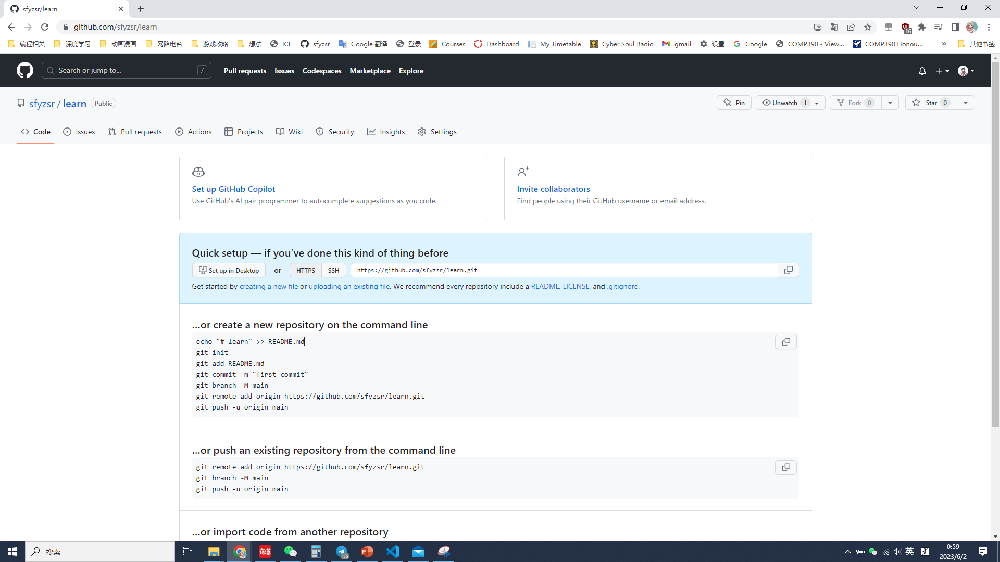 sfyzsr/learn
github.com/sfyzsr/learn
16
编程相关 深度学习 动画漫画 网路电台 游戏攻略 想法 ICE sfyzsr Google 翻译 登录 Courses Dashboard My Timetable Cyber Soul Radio gmail 设置 Google COMP390 - View... COMP390 Honou... » 其他书签
Search or jump to... / Pull requests Issues Codespaces Marketplace Explore
sfyzsr / learn Public Pin Unwatch 1 Fork 0 Star 0
Code Issues Pull requests Actions Projects Wiki Security Insights Settings
Set up GitHub Copilot
Use GitHub's AI pair programmer to autocomplete suggestions as you code.
Invite collaborators
Find people using their GitHub username or email address.
Quick setup — if you’ve done this kind of thing before
Set up in Desktop or HTTPS SSH https://github.com/sfyzsr/learn.git
Get started by creating a new file or uploading an existing file. We recommend every repository include a README, LICENSE, and .gitignore.
…or create a new repository on the command line
echo "# learn" >> README.md
git init
git add README.md
git commit -m "first commit"
git branch -M main
git remote add origin https://github.com/sfyzsr/learn.git
git push -u origin main
…or push an existing repository from the command line
git remote add origin https://github.com/sfyzsr/learn.git
git branch -M main
git push -u origin main
…or import code from another repository
搜索 有道 55 英 0:59
2023/6/2